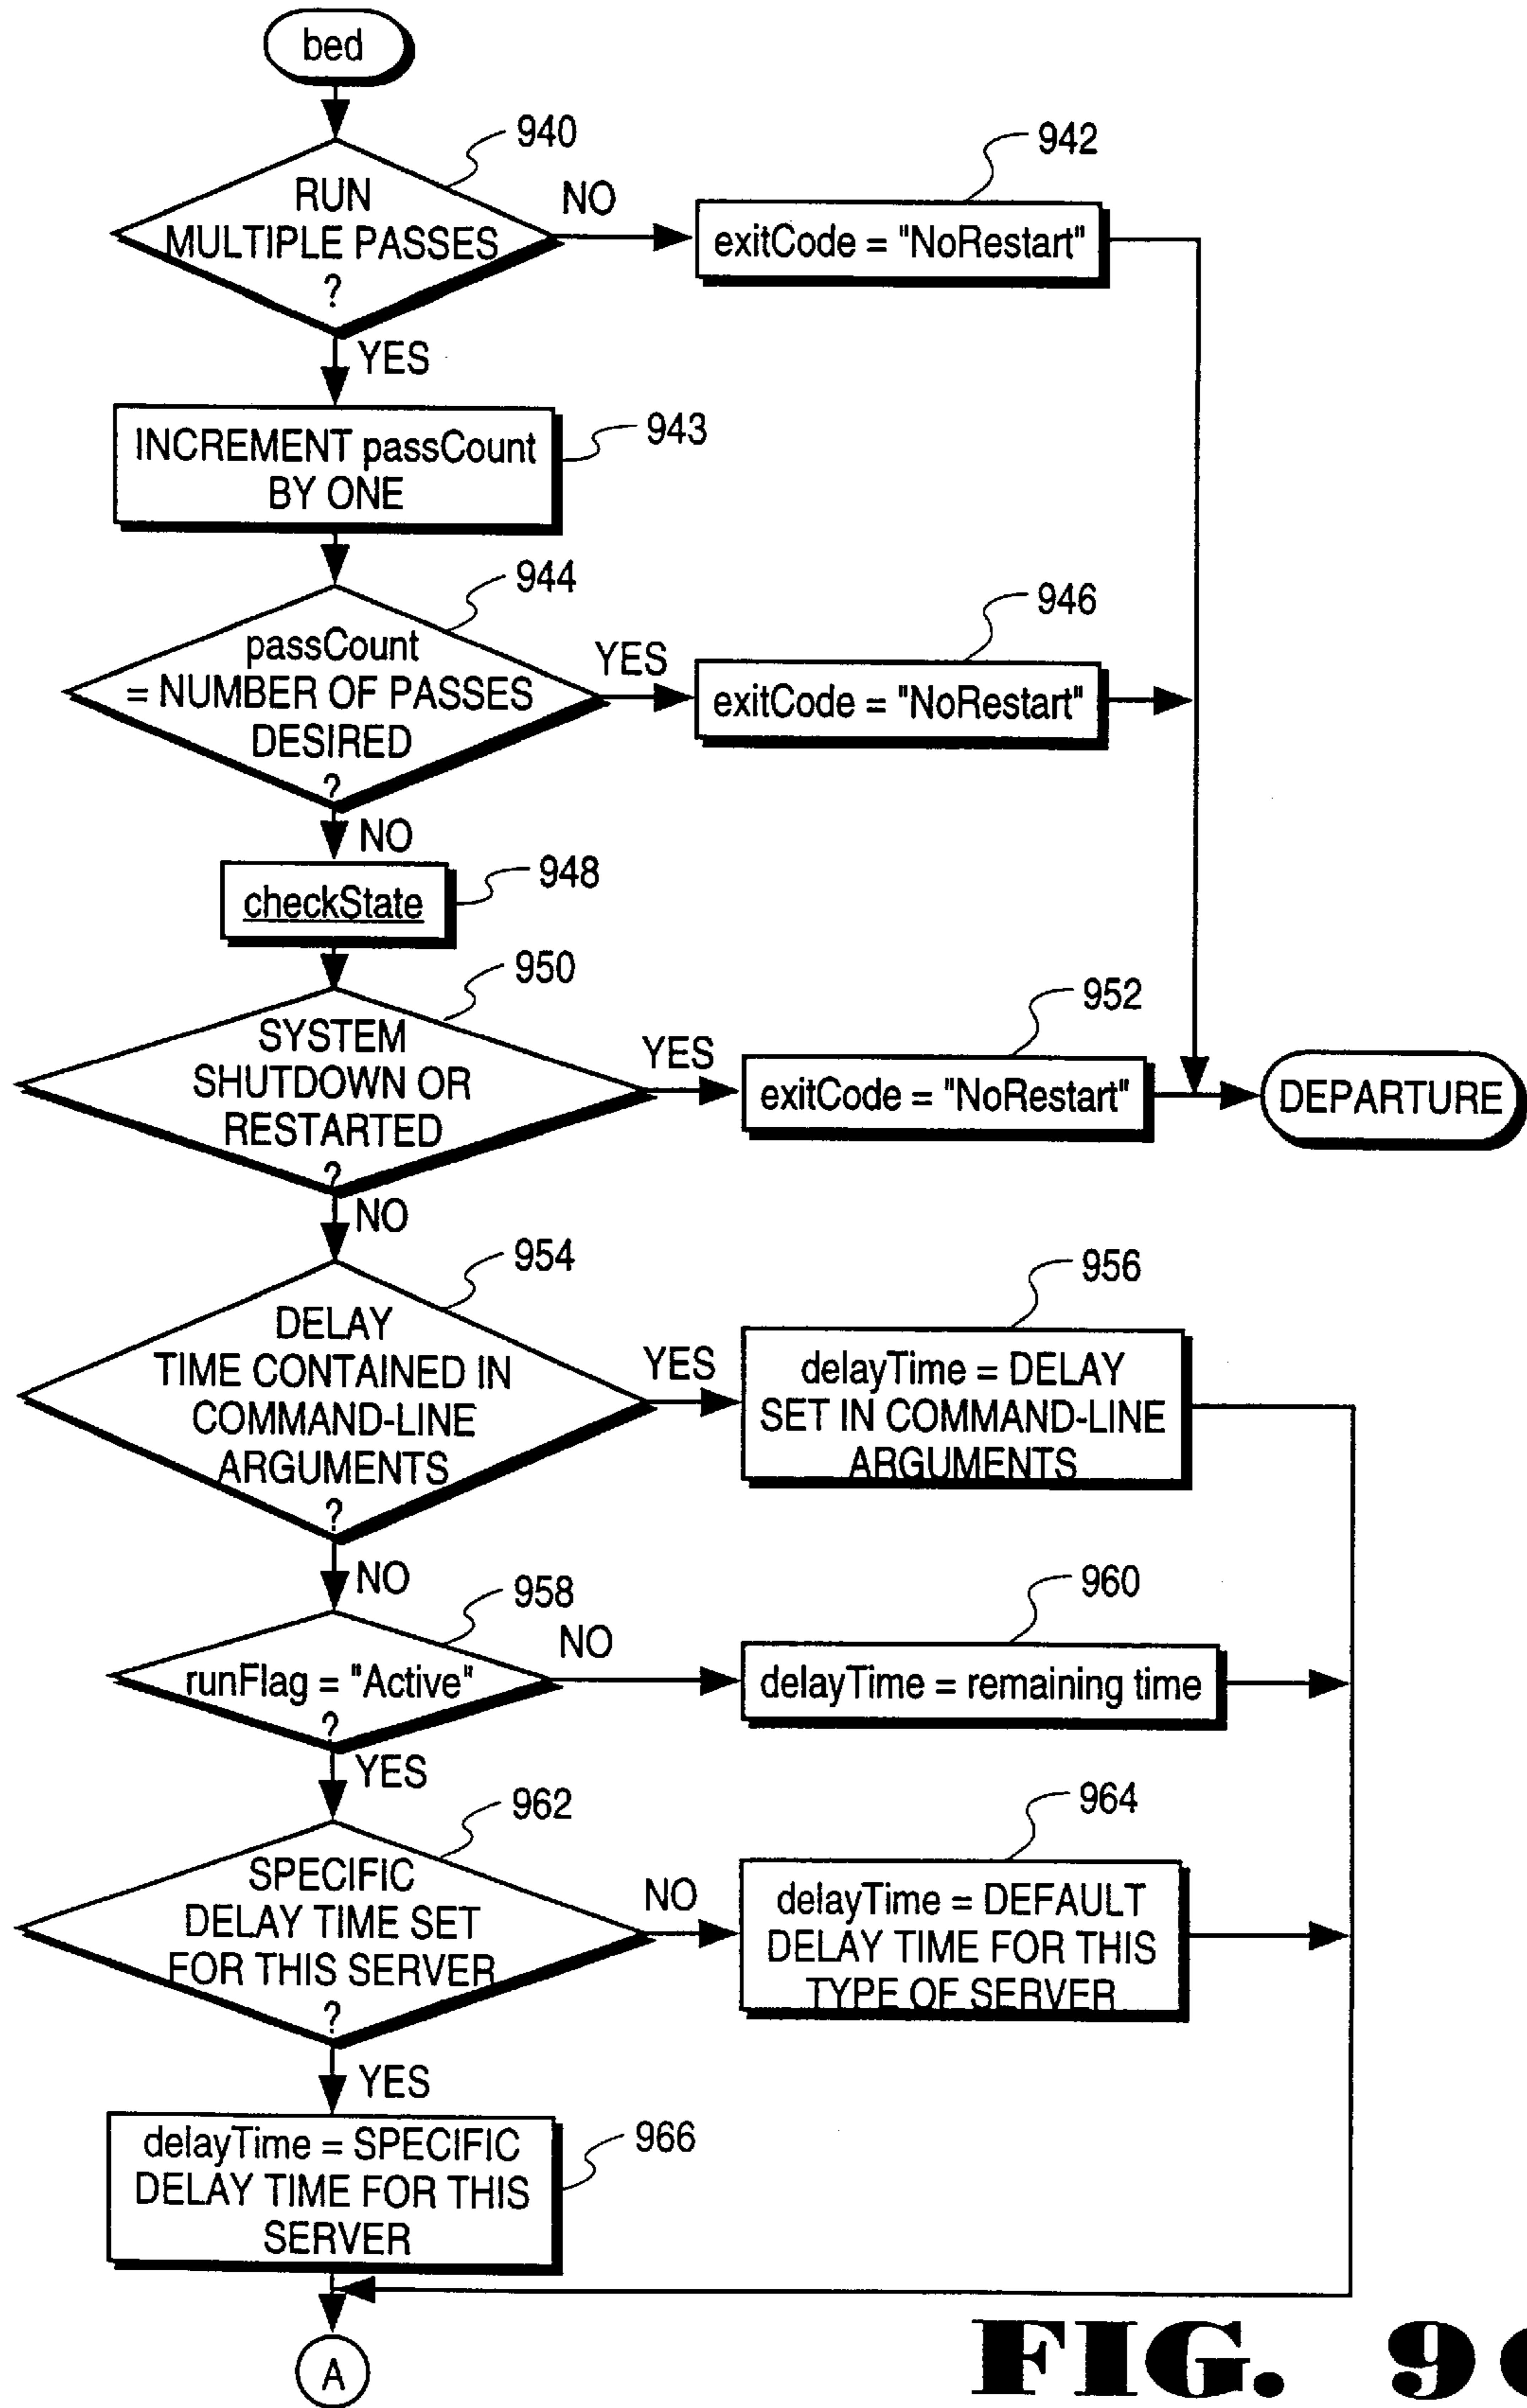 bed
940
RUN
MULTIPLE PASSES
?
NO
942
exitCode = "NoRestart"
YES
INCREMENT passCount
BY ONE
943
944
passCount
= NUMBER OF PASSES
DESIRED
?
YES
946
exitCode = "NoRestart"
NO
checkState
948
950
SYSTEM
SHUTDOWN OR
RESTARTED
?
YES
952
exitCode = "NoRestart"
DEPARTURE
NO
954
DELAY
TIME CONTAINED IN
COMMAND-LINE
ARGUMENTS
?
YES
956
delayTime = DELAY
SET IN COMMAND-LINE
ARGUMENTS
NO
958
runFlag = "Active"
?
NO
960
delayTime = remaining time
YES
962
SPECIFIC
DELAY TIME SET
FOR THIS SERVER
?
NO
964
delayTime = DEFAULT
DELAY TIME FOR THIS
TYPE OF SERVER
YES
delayTime = SPECIFIC
DELAY TIME FOR THIS
SERVER
966
A
FIG. 9